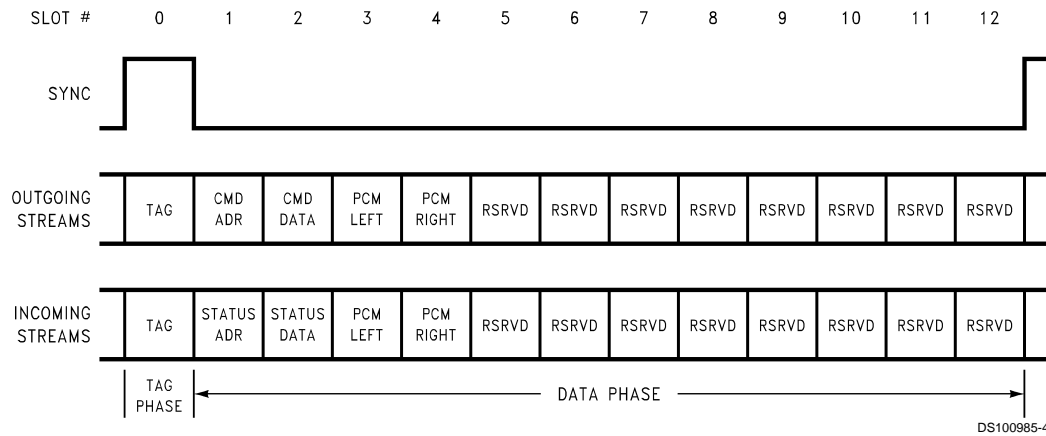 SLOT # 0 1 2 3 4 5 6 7 8 9 10 11 12
SYNC
OUTGOING
STREAMS
TAG
CMD
ADR
CMD
DATA
PCM
LEFT
PCM
RIGHT
RSRVD RSRVD RSRVD RSRVD RSRVD RSRVD RSRVD RSRVD
INCOMING
STREAMS
TAG
STATUS
ADR
STATUS
DATA
PCM
LEFT
PCM
RIGHT
RSRVD RSRVD RSRVD RSRVD RSRVD RSRVD RSRVD RSRVD
TAG
PHASE
DATA PHASE
DS100985-4